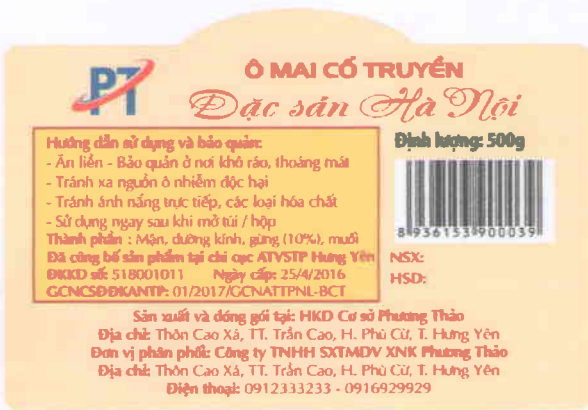 PT
Ô MAI CỔ TRUYỀN
Đặc sản Hà Nội
Hướng dẫn sử dụng và bảo quản:
- Ăn liền - Bảo quản ở nơi khô ráo, thoáng mát
- Tránh xa nguồn ô nhiễm độc hại
- Tránh ánh nắng trực tiếp, các loại hóa chất
- Sử dụng ngay sau khi mở túi / hộp
Thành phần : Mận, đường kính, gừng (10%), muối
Đã công bố sản phẩm tại chi cục ATVSTP Hưng Yên
ĐKKD số: 518001011 Ngày cấp: 25/4/2016
GCNCSĐĐKANTP: 01/2017/GCNATTPNL-BCT
Định lượng: 500g
8 936153 900039
NSX:
HSD:
Sản xuất và đóng gói tại: HKD Cơ sở Phương Thảo
Địa chỉ: Thôn Cao Xá, TT. Trần Cao, H. Phù Cừ, T. Hưng Yên
Đơn vị phân phối: Công ty TNHH SXTMDV XNK Phương Thảo
Địa chỉ: Thôn Cao Xá, TT. Trần Cao, H. Phù Cừ, T. Hưng Yên
Điện thoại: 0912333233 - 0916929929